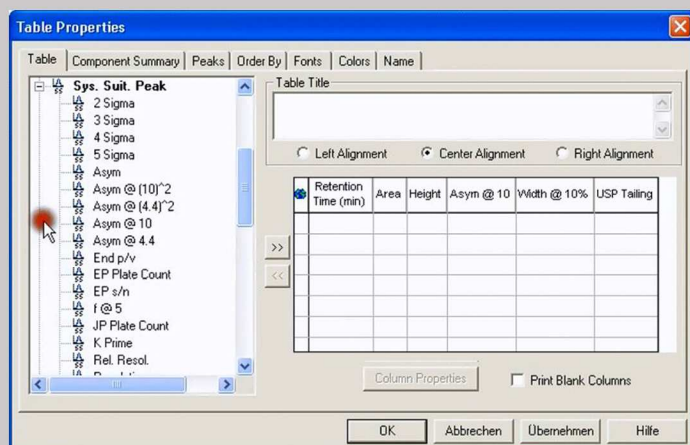 Table Properties
Table Component Summary Peaks Order By Fonts Colors Name
Sys. Suit. Peak
2 Sigma
3 Sigma
4 Sigma
5 Sigma
Asym
Asym @ (10)^2
Asym @ (4.4)^2
Asym @ 10
Asym @ 4.4
End p/v
EP Plate Count
EP s/n
f @ 5
JP Plate Count
K Prime
Rel. Resol.
Table Title
Left Alignment Center Alignment Right Alignment
Retention Time (min) Area Height Asym @ 10 Width @ 10% USP Tailing
>>
<<
Column Properties Print Blank Columns
OK Abbrechen Übernehmen Hilfe